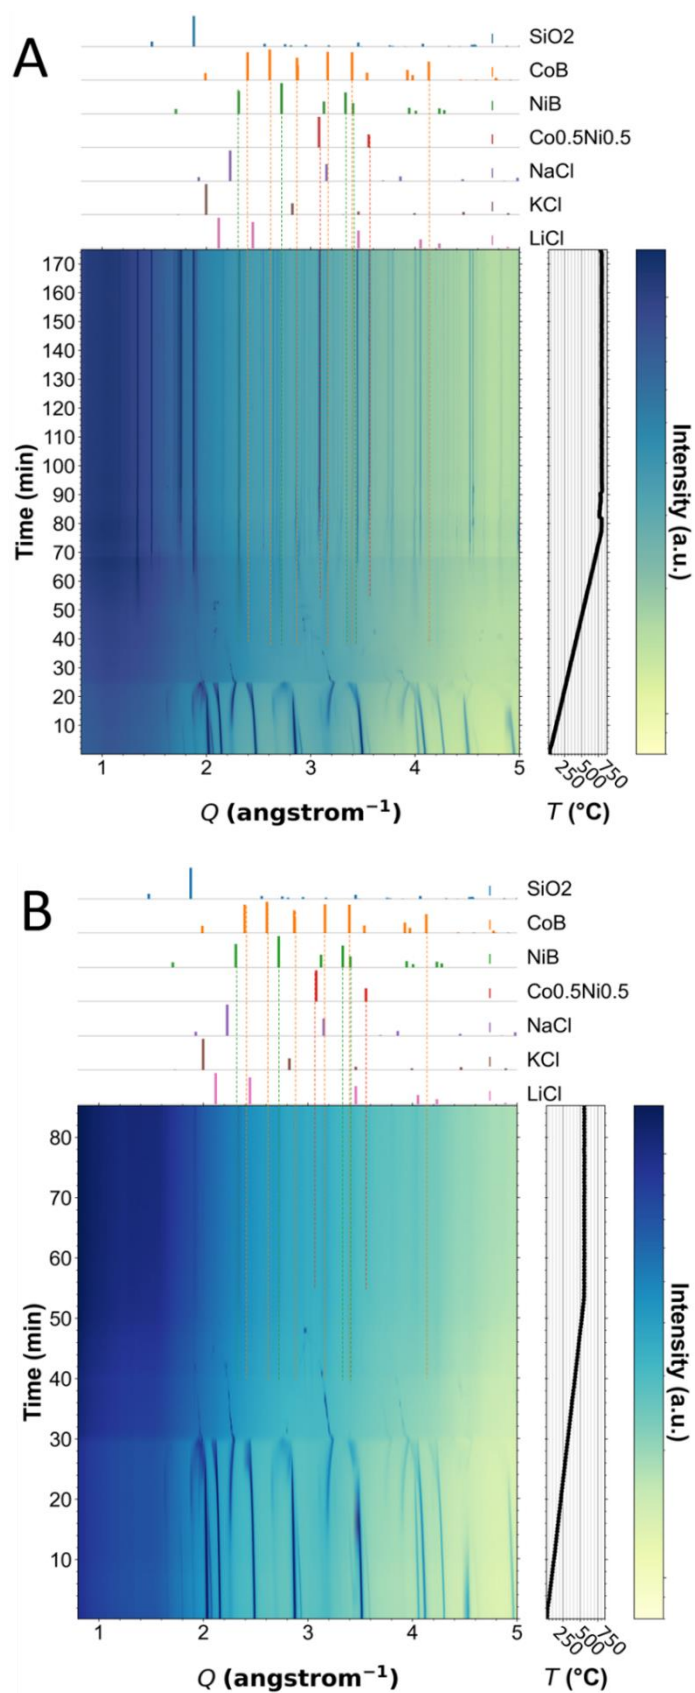 A
SiO2
CoB
NiB
Co0.5Ni0.5
NaCl
KCl
LiCl
170
160
150
140
130
120
110
100
90
80
70
60
50
40
30
20
10
Time (min)
1 2 3 4 5
Q (angstrom⁻¹)
250 500 750
T (°C)
Intensity (a.u.)
B
SiO2
CoB
NiB
Co0.5Ni0.5
NaCl
KCl
LiCl
80
70
60
50
40
30
20
10
Time (min)
1 2 3 4 5
Q (angstrom⁻¹)
250 500 750
T (°C)
Intensity (a.u.)